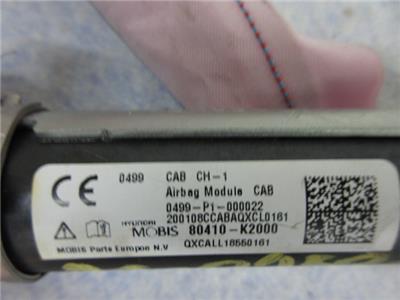 CE 0499 CAB CH-1
Airbag Module CAB
0499-P1-000022
200108CCABAQXCL0161
HYUNDAI MOBIS 80410-K2000
MOBIS Parts Europe N.V QXCALL18550161